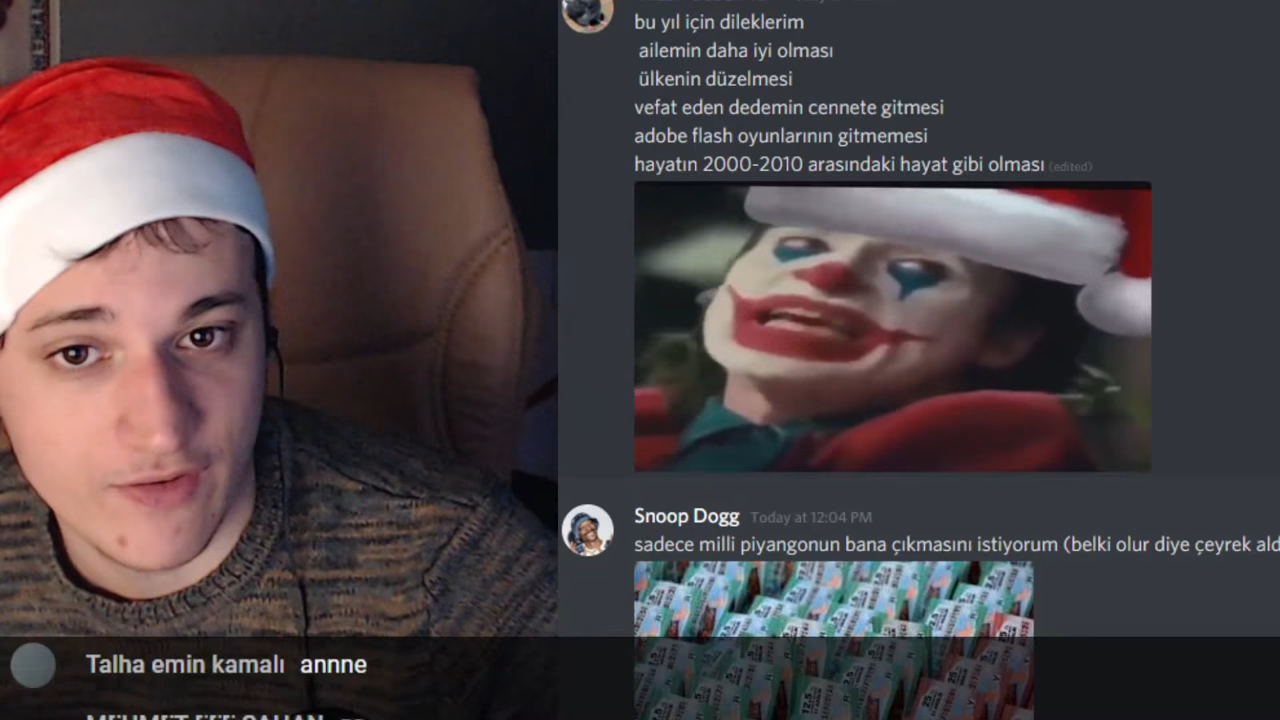 bu yıl için dileklerim
ailemin daha iyi olması
ülkenin düzelmesi
vefat eden dedemin cennete gitmesi
adobe flash oyunlarının gitmemesi
hayatın 2000-2010 arasındaki hayat gibi olması (edited)
Snoop Dogg Today at 12:04 PM
sadece milli piyangonun bana çıkmasını istiyorum (belki olur diye çeyrek ald
Talha emin kamalı annne